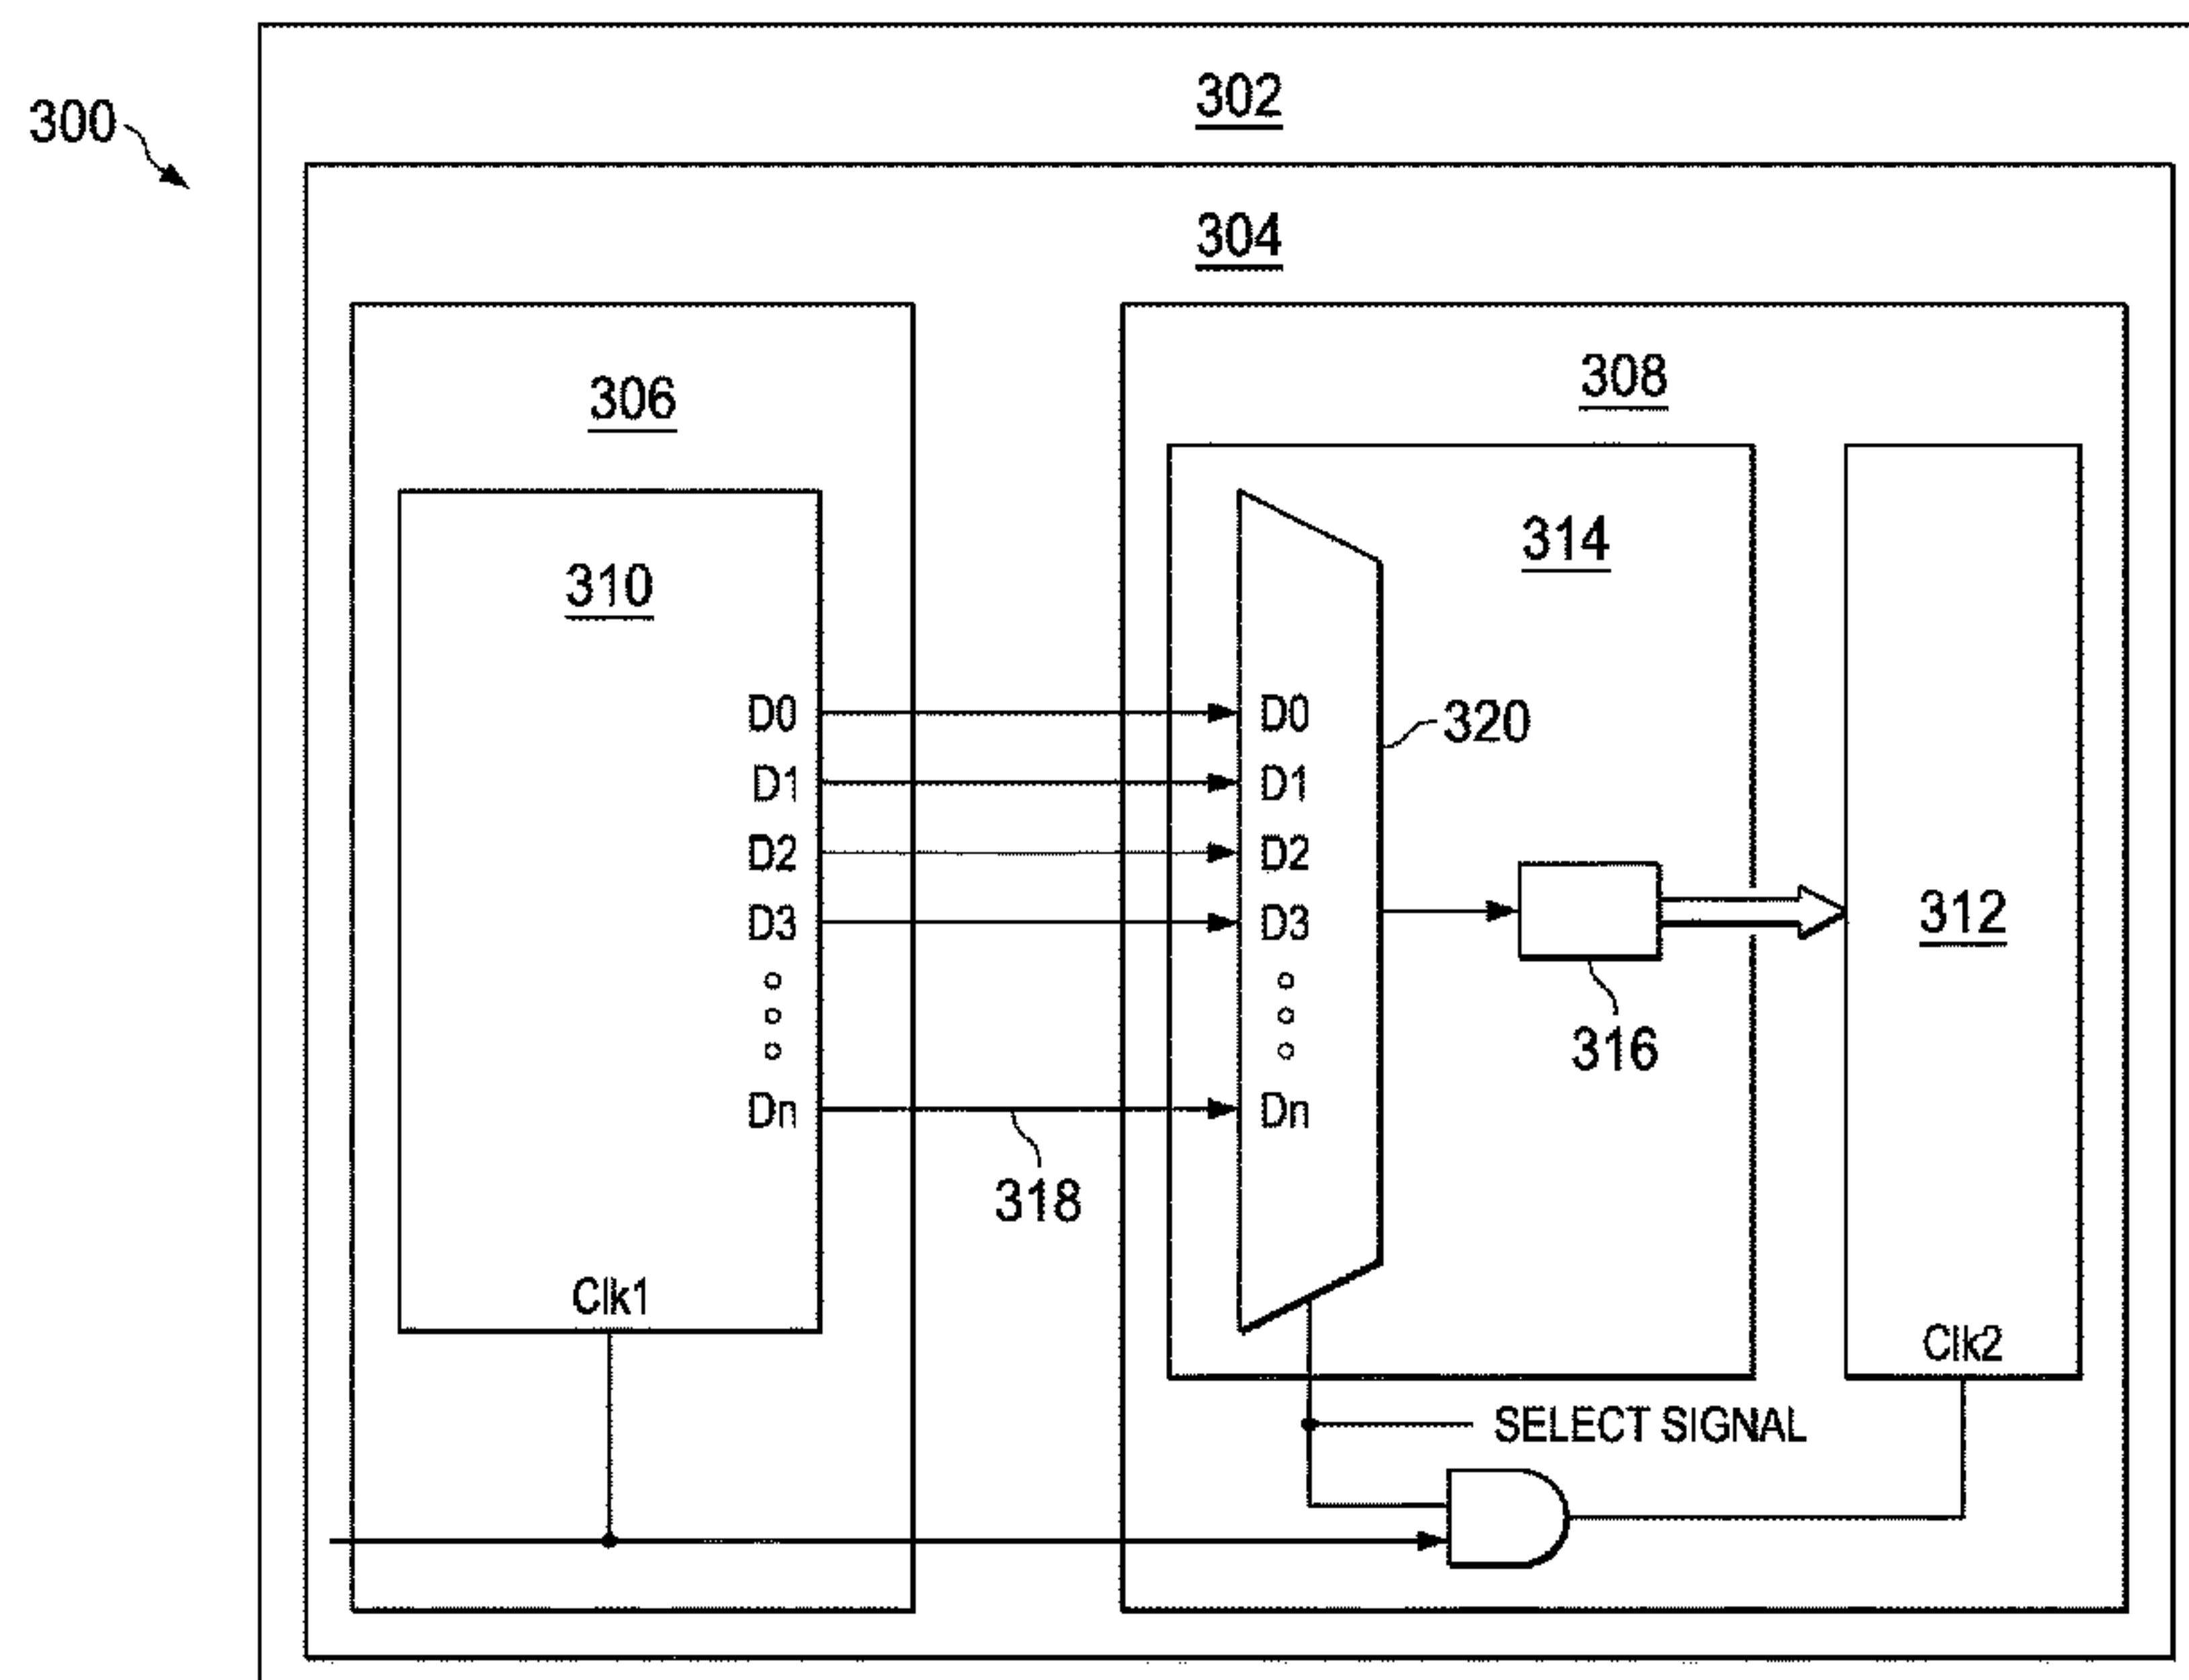 302
300
304
308
306
314
310
D0
D0
320
D1
D1
D2
D2
D3
D3
312
316
Dn
Dn
318
Clk1
Clk2
SELECT SIGNAL